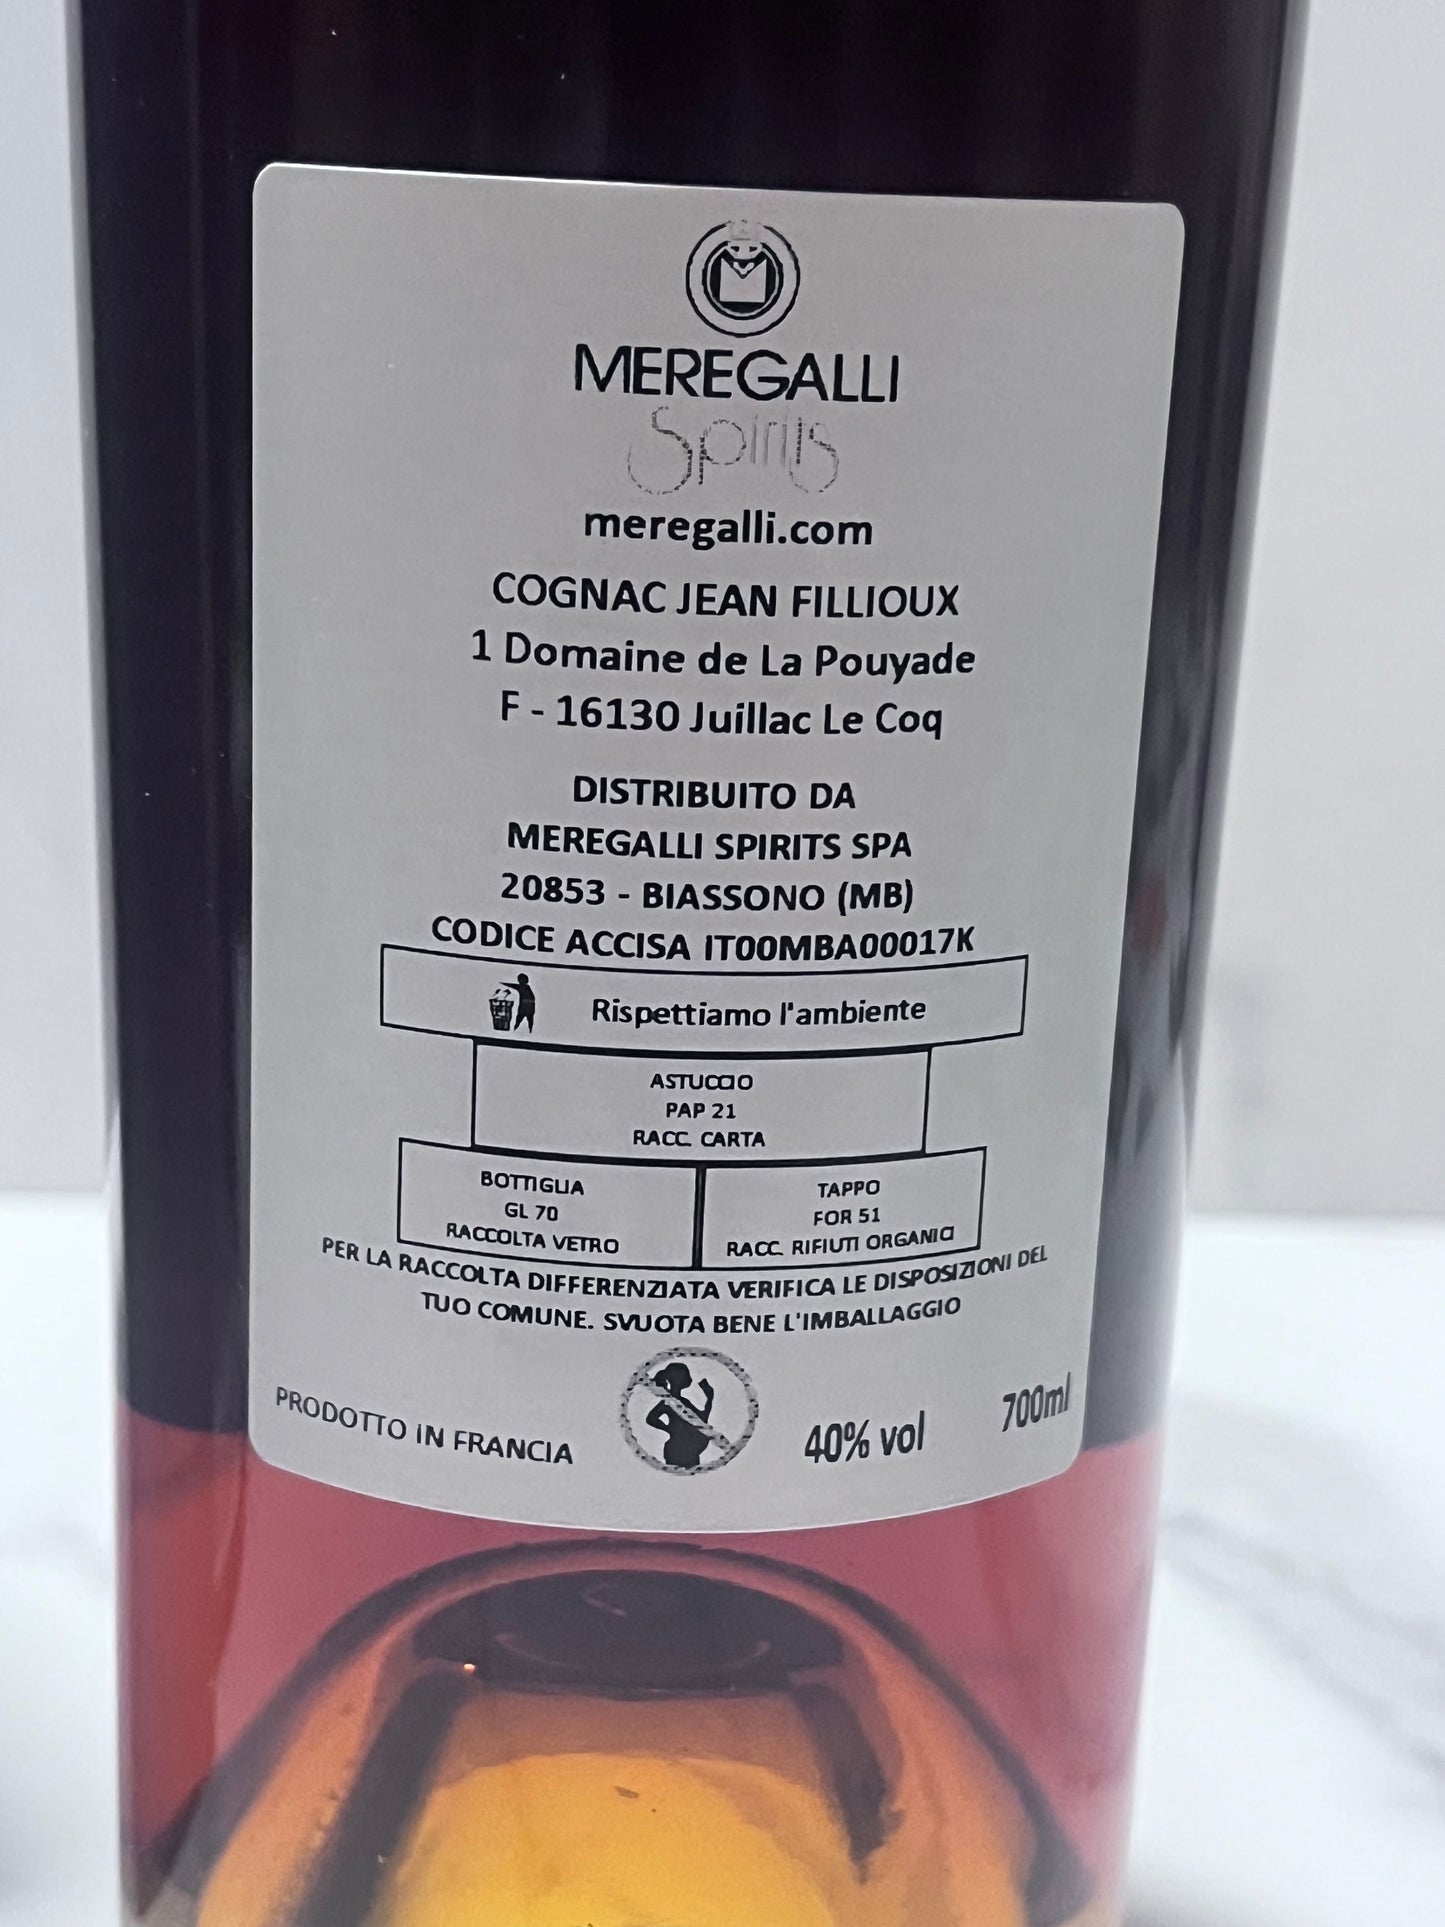 MEREGALLI
Spirits
meregalli.com
COGNAC JEAN FILLIOUX
1 Domaine de La Pouyade
F - 16130 Juillac Le Coq
DISTRIBUITO DA
MEREGALLI SPIRITS SPA
20853 - BIASSONO (MB)
CODICE ACCISA IT00MBA00017K
Rispettiamo l'ambiente
ASTUCCIO
PAP 21
RACC. CARTA
BOTTIGLIA
GL 70
RACCOLTA VETRO
TAPPO
FOR 51
RACC. RIFIUTI ORGANICI
PER LA RACCOLTA DIFFERENZIATA VERIFICA LE DISPOSIZIONI DEL
TUO COMUNE. SVUOTA BENE L'IMBALLAGGIO
PRODOTTO iN FRANCIA
40% vol
700ml